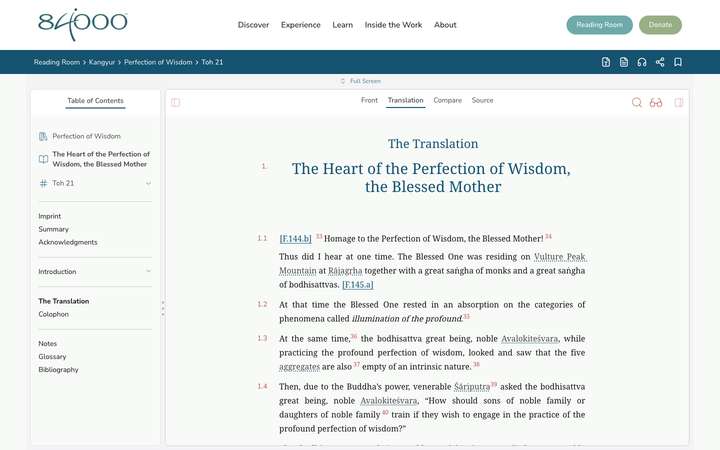 84000
Discover Experience Learn Inside the Work About
Reading Room Donate
Reading Room > Kangyur > Perfection of Wisdom > Toh 21
Full Screen
Table of Contents
Perfection of Wisdom
The Heart of the Perfection of
Wisdom, the Blessed Mother
Toh 21
Imprint
Summary
Acknowledgments
Introduction
The Translation
Colophon
Notes
Glossary
Bibliography
Front Translation Compare Source
The Translation
1. The Heart of the Perfection of Wisdom,
the Blessed Mother
1.1 [F.144.b] 33 Homage to the Perfection of Wisdom, the Blessed Mother! 34
Thus did I hear at one time. The Blessed One was residing on Vulture Peak
Mountain at Rājagṛha together with a great saṅgha of monks and a great saṅgha
of bodhisattvas. [F.145.a]
1.2 At that time the Blessed One rested in an absorption on the categories of
phenomena called illumination of the profound.35
1.3 At the same time,36 the bodhisattva great being, noble Avalokiteśvara, while
practicing the profound perfection of wisdom, looked and saw that the five
aggregates are also 37 empty of an intrinsic nature. 38
1.4 Then, due to the Buddha's power, venerable Śāriputra39 asked the bodhisattva
great being, noble Avalokiteśvara, “How should sons of noble family or
daughters of noble family 40 train if they wish to engage in the practice of the
profound perfection of wisdom?”